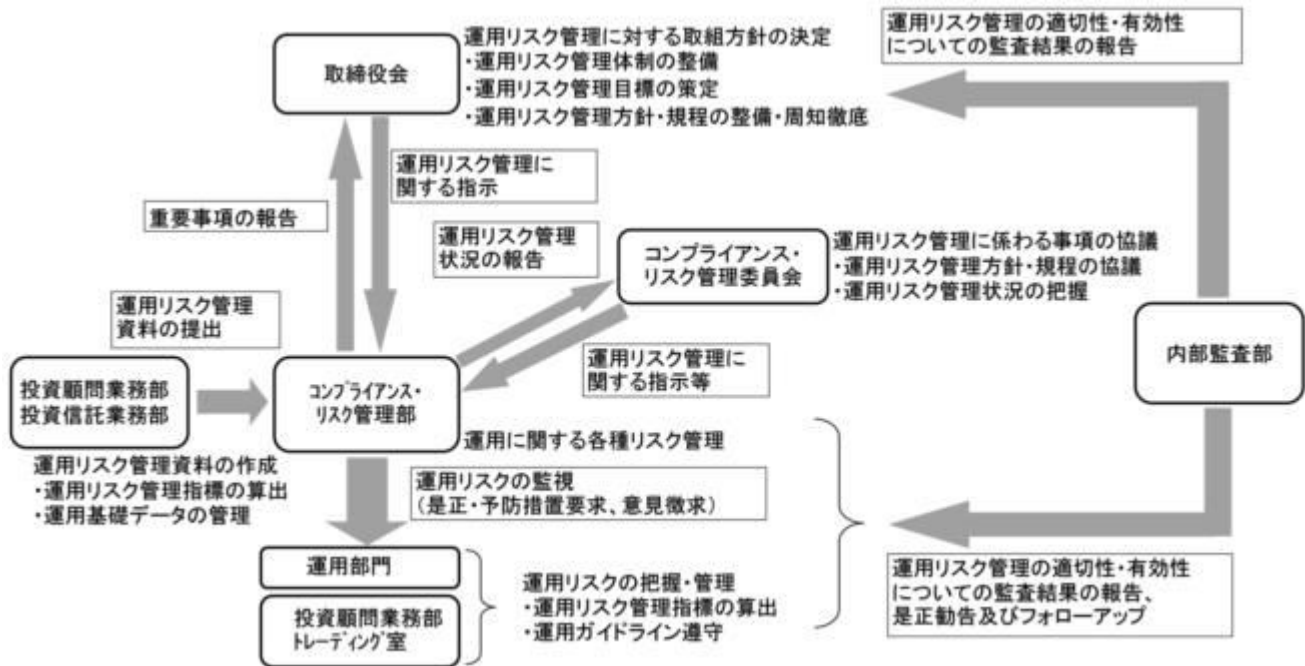 取締役会
運用リスク管理に対する取組方針の決定
・運用リスク管理体制の整備
・運用リスク管理目標の策定
・運用リスク管理方針・規程の整備・周知徹底
運用リスク管理の適切性・有効性
についての監査結果の報告
運用リスク管理に
関する指示
重要事項の報告
運用リスク管理
状況の報告
コンプライアンス・
リスク管理委員会
運用リスク管理に係わる事項の協議
・運用リスク管理方針・規程の協議
・運用リスク管理状況の把握
運用リスク管理
資料の提出
運用リスク管理に
関する指示等
内部監査部
投資顧問業務部
投資信託業務部
コンプライアンス・
リスク管理部
運用に関する各種リスク管理
運用リスク管理資料の作成
・運用リスク管理指標の算出
・運用基礎データの管理
運用リスクの監視
(是正・予防措置要求、意見徴求)
運用部門
投資顧問業務部
トレーディング室
運用リスクの把握・管理
・運用リスク管理指標の算出
・運用ガイドライン遵守
運用リスク管理の適切性・有効性
についての監査結果の報告、
是正勧告及びフォローアップ